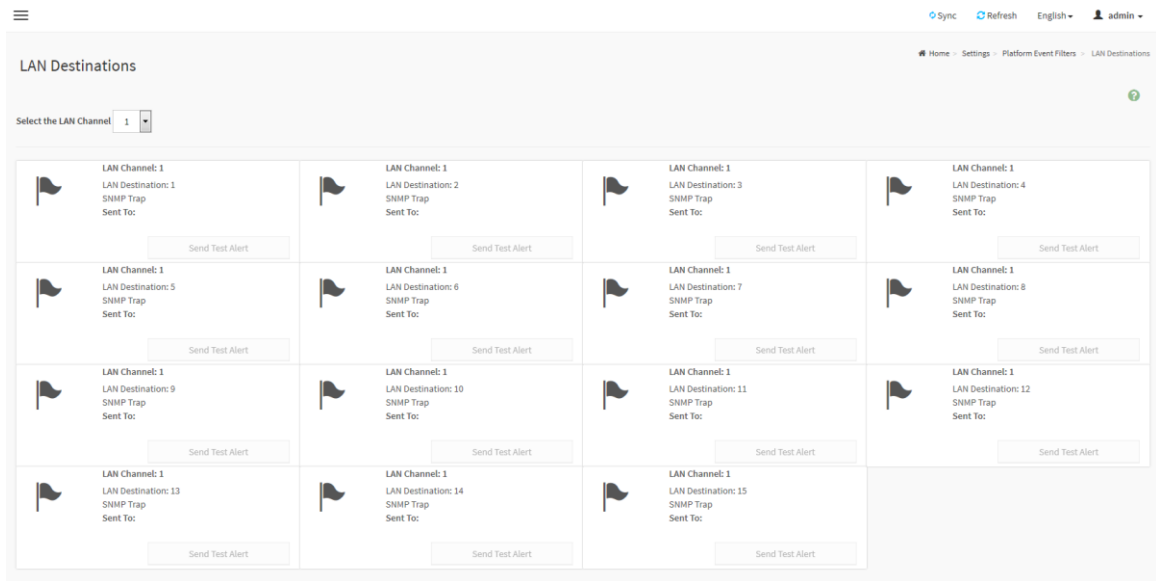 Sync Refresh English admin
Home > Settings > Platform Event Filters > LAN Destinations
LAN Destinations
Select the LAN Channel 1
LAN Channel: 1
LAN Destination: 1
SNMP Trap
Sent To:
Send Test Alert
LAN Channel: 1
LAN Destination: 2
SNMP Trap
Sent To:
Send Test Alert
LAN Channel: 1
LAN Destination: 3
SNMP Trap
Sent To:
Send Test Alert
LAN Channel: 1
LAN Destination: 4
SNMP Trap
Sent To:
Send Test Alert
LAN Channel: 1
LAN Destination: 5
SNMP Trap
Sent To:
Send Test Alert
LAN Channel: 1
LAN Destination: 6
SNMP Trap
Sent To:
Send Test Alert
LAN Channel: 1
LAN Destination: 7
SNMP Trap
Sent To:
Send Test Alert
LAN Channel: 1
LAN Destination: 8
SNMP Trap
Sent To:
Send Test Alert
LAN Channel: 1
LAN Destination: 9
SNMP Trap
Sent To:
Send Test Alert
LAN Channel: 1
LAN Destination: 10
SNMP Trap
Sent To:
Send Test Alert
LAN Channel: 1
LAN Destination: 11
SNMP Trap
Sent To:
Send Test Alert
LAN Channel: 1
LAN Destination: 12
SNMP Trap
Sent To:
Send Test Alert
LAN Channel: 1
LAN Destination: 13
SNMP Trap
Sent To:
Send Test Alert
LAN Channel: 1
LAN Destination: 14
SNMP Trap
Sent To:
Send Test Alert
LAN Channel: 1
LAN Destination: 15
SNMP Trap
Sent To:
Send Test Alert